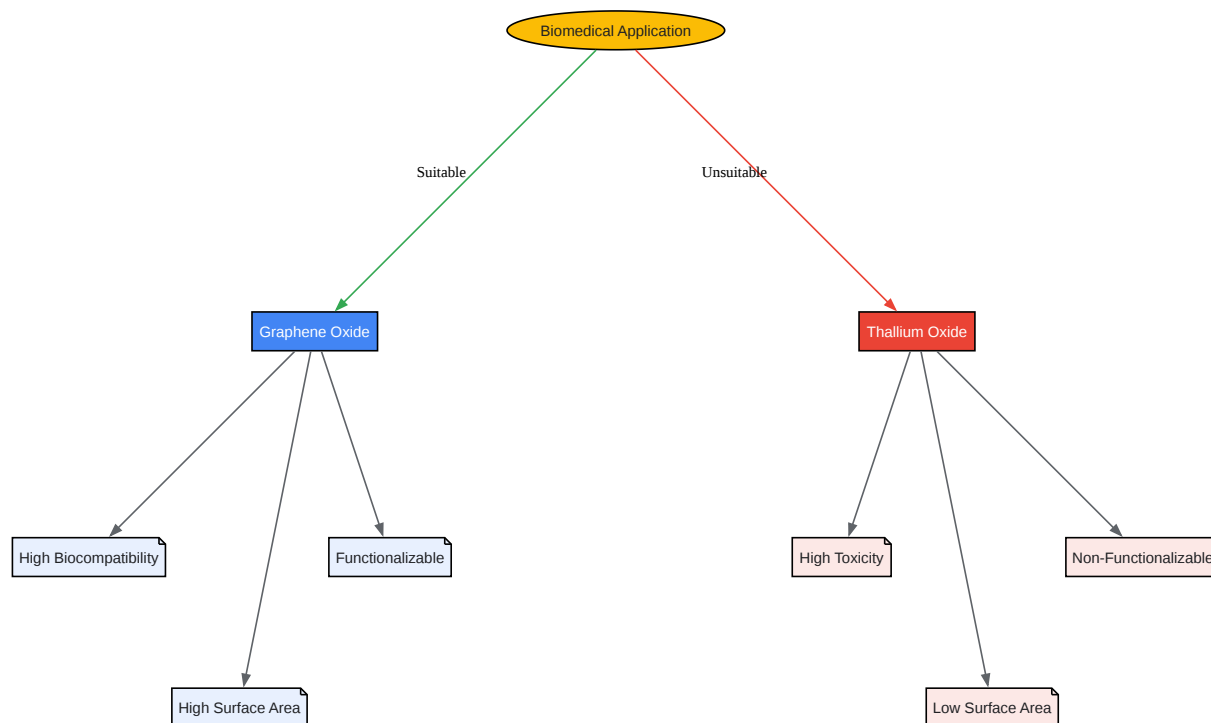 Biomedical Application
Suitable
Unsuitable
Graphene Oxide
Thallium Oxide
High Biocompatibility
Functionalizable
High Toxicity
Non-Functionalizable
High Surface Area
Low Surface Area